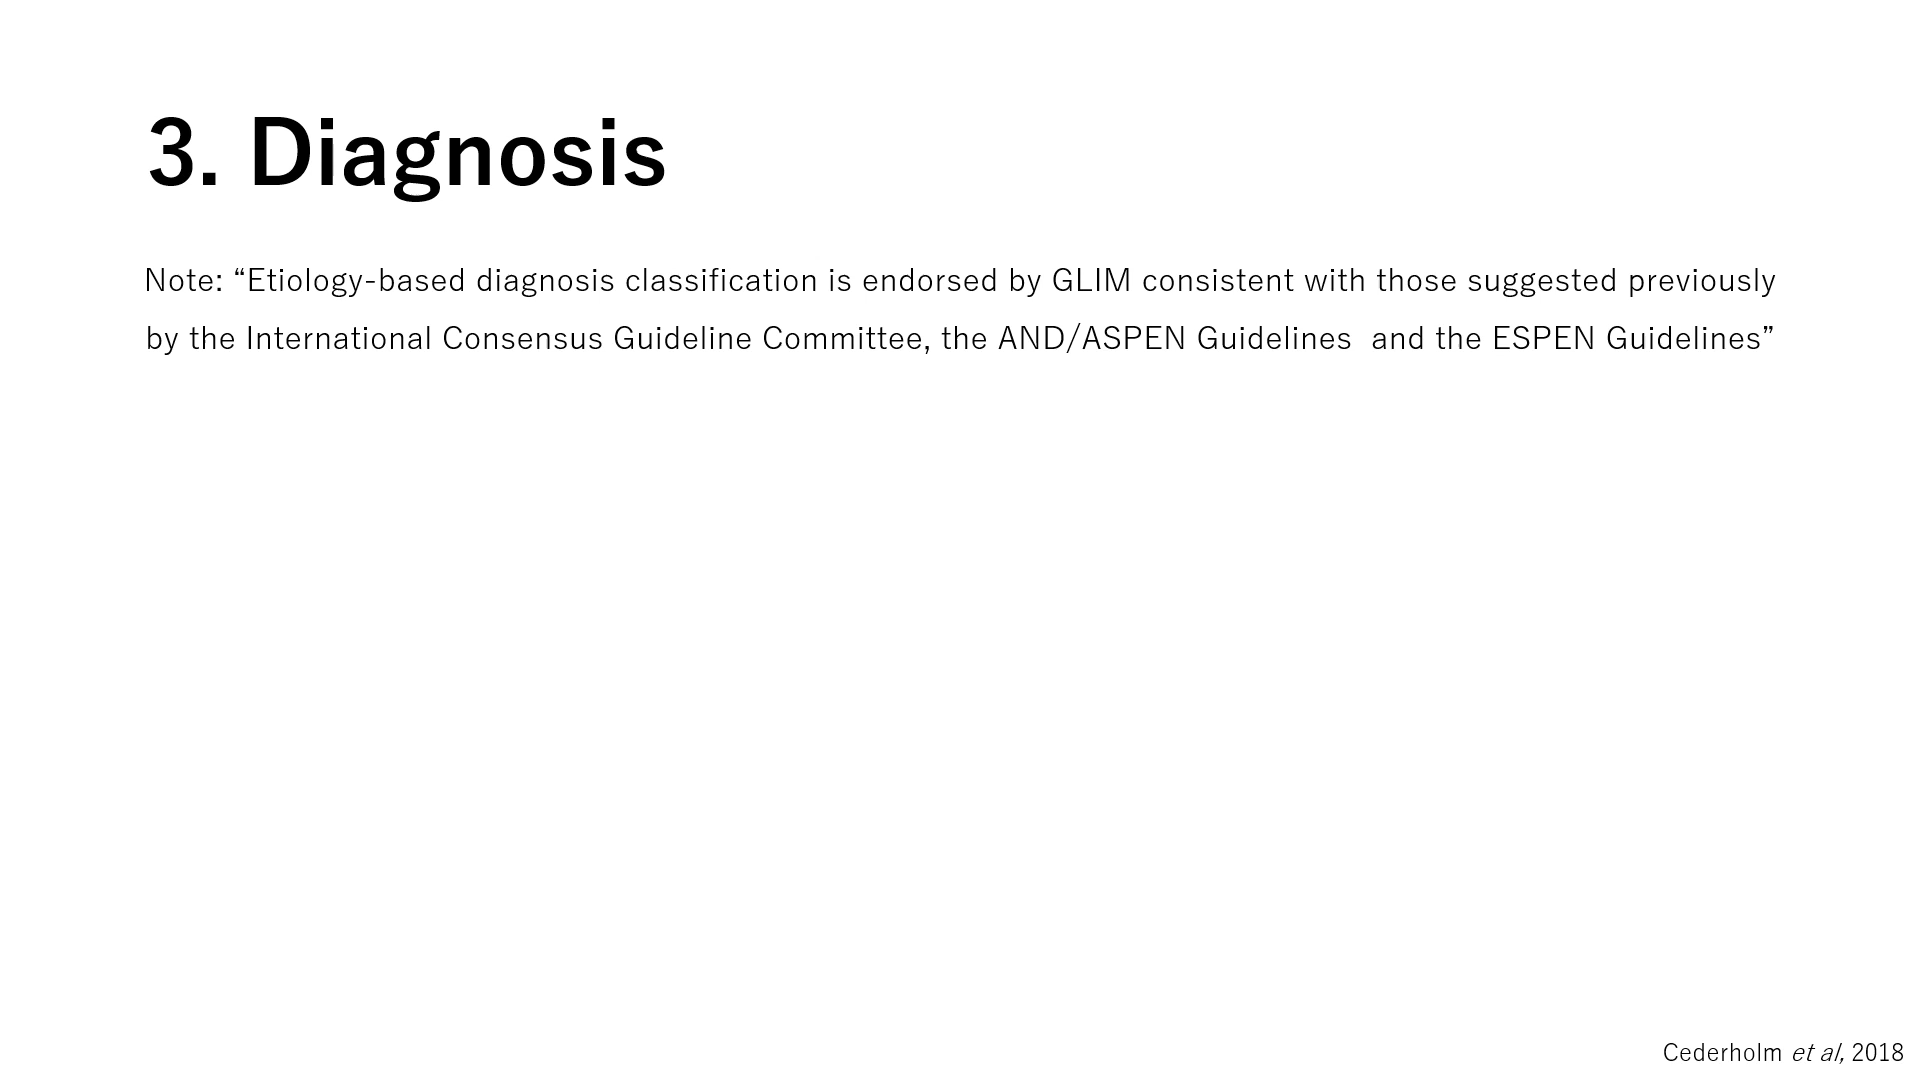 3. Diagnosis
Note: “Etiology-based diagnosis classification is endorsed by GLIM consistent with those suggested previously
by the International Consensus Guideline Committee, the AND/ASPEN Guidelines  and the ESPEN Guidelines”
Cederholm et al, 2018